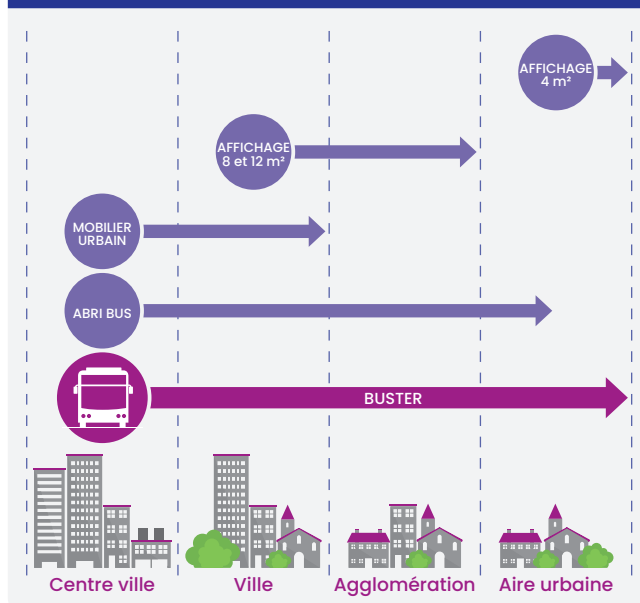 AFFICHAGE
4 m²
AFFICHAGE
8 et 12 m²
MOBILIER
URBAIN
ABRI BUS
BUSTER
Centre ville
Ville
Agglomération
Aire urbaine